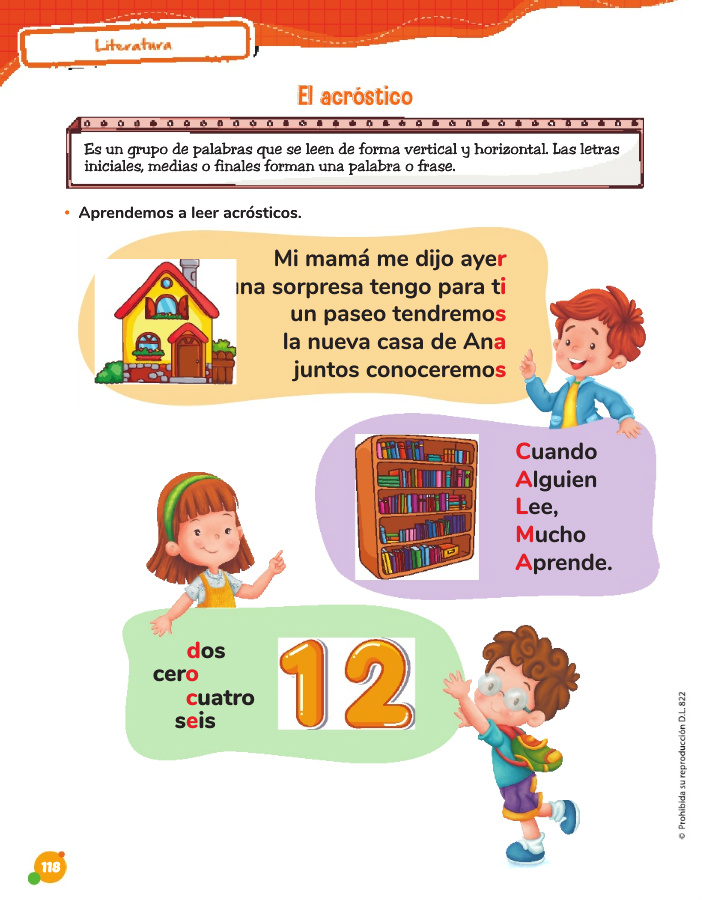 Literatura
El acróstico
Es un grupo de palabras que se leen de forma vertical y horizontal. Las letras
iniciales, medias o finales forman una palabra o frase.
• Aprendemos a leer acrósticos.
Mi mamá me dijo ayer
una sorpresa tengo para ti
un paseo tendremos
la nueva casa de Ana
juntos conoceremos
Cuando
Alguien
Lee,
Mucho
Aprende.
dos
cero
cuatro
seis
12
© Prohibida su reproducción D.L.822
118